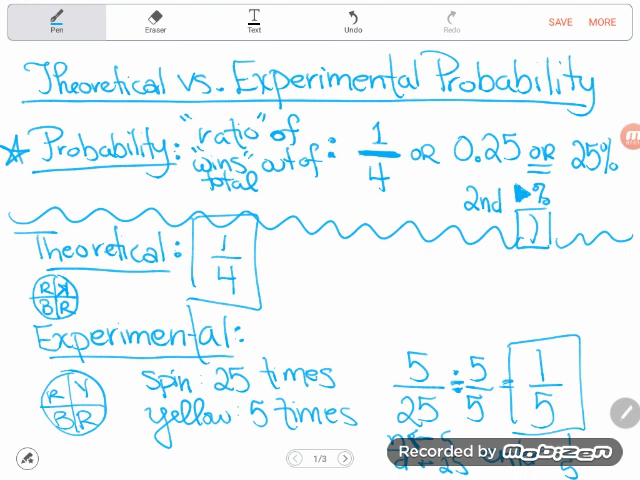 Pen Eraser Text Undo Redo SAVE MORE
Theoretical vs. Experimental Probability
Probability: "ratio" of "wins" out of total : 1/4 OR 0.25 OR 25%
2nd ▶%
)
Theoretical: 1/4
R Y
B R
Experimental:
R Y
B R
spin: 25 times
yellow: 5 times
5/25 ÷ 5/5 = 1/5
1/3
Recorded by
MOBIZEN